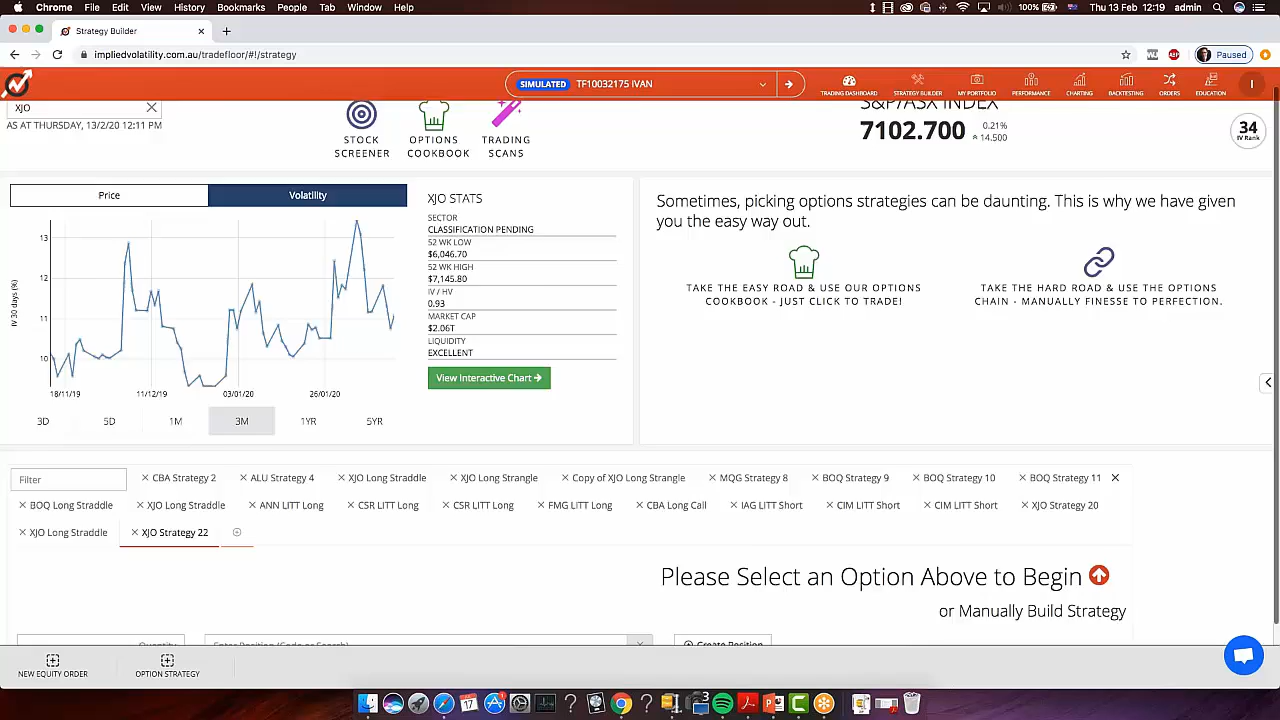 Chrome File Edit View History Bookmarks People Tab Window Help 100% Thu 13 Feb 12:19 admin
Strategy Builder
impliedvolatility.com.au/tradefloor/#!/strategy
Paused
SIMULATED TF10032175 IVAN
TRADING DASHBOARD STRATEGY BUILDER MY PORTFOLIO PERFORMANCE CHARTING BACKTESTING ORDERS EDUCATION I
XJO
AS AT THURSDAY, 13/2/20 12:11 PM
STOCK SCREENER
OPTIONS COOKBOOK
TRADING SCANS
S&P/ASX INDEX
7102.700 0.21%
14.500
34
IV Rank
Price Volatility
IV 30 days (%)
13
12
11
10
18/11/19 11/12/19 03/01/20 26/01/20
3D 5D 1M 3M 1YR 5YR
XJO STATS
SECTOR
CLASSIFICATION PENDING
52 WK LOW
$6,046.70
52 WK HIGH
$7,145.80
IV / HV
0.93
MARKET CAP
$2.06T
LIQUIDITY
EXCELLENT
View Interactive Chart
Sometimes, picking options strategies can be daunting. This is why we have given
you the easy way out.
TAKE THE EASY ROAD & USE OUR OPTIONS
COOKBOOK - JUST CLICK TO TRADE!
TAKE THE HARD ROAD & USE THE OPTIONS
CHAIN - MANUALLY FINESSE TO PERFECTION.
Filter CBA Strategy 2 ALU Strategy 4 XJO Long Straddle XJO Long Strangle Copy of XJO Long Strangle MQG Strategy 8 BOQ Strategy 9 BOQ Strategy 10 BOQ Strategy 11
BOQ Long Straddle XJO Long Straddle ANN LITT Long CSR LITT Long CSR LITT Long FMG LITT Long CBA Long Call IAG LITT Short CIM LITT Short CIM LITT Short XJO Strategy 20
XJO Long Straddle XJO Strategy 22
Please Select an Option Above to Begin
or Manually Build Strategy
Quantity Enter Position (Code or Search) Create Position
NEW EQUITY ORDER OPTION STRATEGY